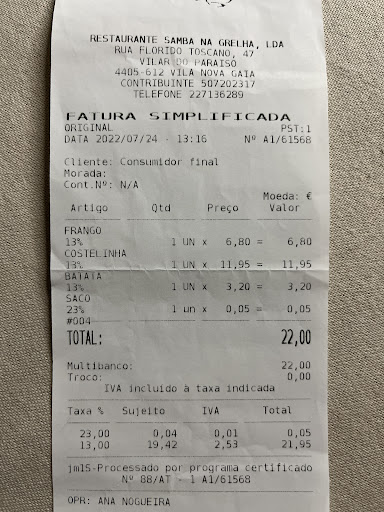 RESTAURANTE SAMBA NA GRELHA, LDA
RUA FLORIDO TOSCANO, 47
VILAR DO PARAISO
4405-612 VILA NOVA GAIA
CONTRIBUINTE 507202317
TELEFONE 227136289
FATURA SIMPLIFICADA
ORIGINAL PST:1
DATA 2022/07/24 - 13:16 Nº A1/61568
Cliente: Consumidor final
Morada:
Cont.Nº: N/A
Moeda: €
Artigo Qtd Preço Valor
FRANGO
13% 1 UN x 6,80 = 6,80
COSTELINHA
13% 1 UN x 11,95 = 11,95
BATATA
13% 1 UN x 3,20 = 3,20
SACO
23% 1 un x 0,05 = 0,05
#004
TOTAL: 22,00
Multibanco: 22,00
Troco: 0,00
IVA incluido à taxa indicada
Taxa % Sujeito IVA Total
23,00 0,04 0,01 0,05
13,00 19,42 2,53 21,95
jm15-Processado por programa certificado
Nº 88/AT - 1 A1/61568
OPR: ANA NOGUEIRA